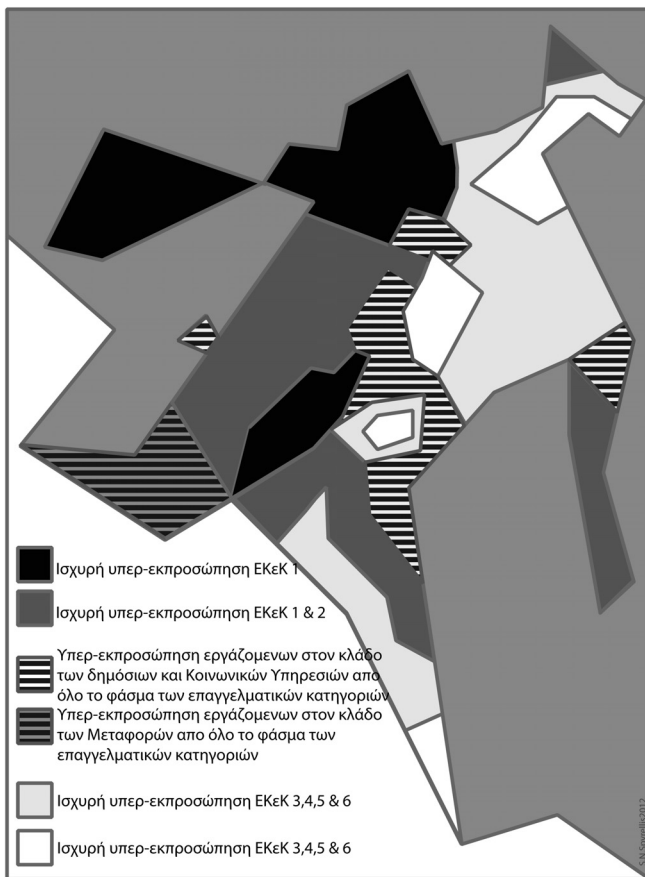 Ισχυρή υπερ-εκπροσώπηση ΕΚεΚ 1
Ισχυρή υπερ-εκπροσώπηση ΕΚεΚ 1 & 2
Υπερ-εκπροσώπηση εργάζομενων στον κλάδο
των δημόσιων και Κοινωνικών Υπηρεσιών απο
όλο το φάσμα των επαγγελματικών κατηγοριών
Υπερ-εκπροσώπηση εργάζομενων στον κλάδο
των Μεταφορών απο όλο το φάσμα των
επαγγελματικών κατηγοριών
Ισχυρή υπερ-εκπροσώπηση ΕΚεΚ 3,4,5 & 6
Ισχυρή υπερ-εκπροσώπηση ΕΚεΚ 3,4,5 & 6